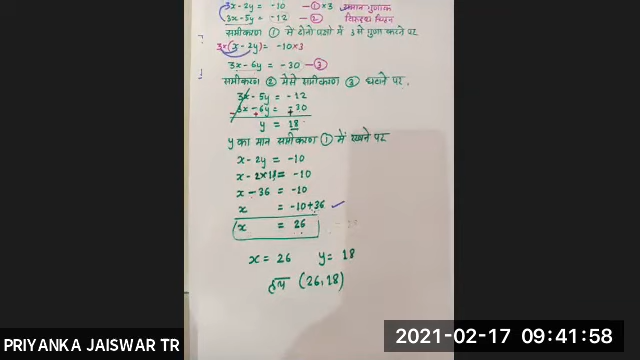 3x-2y = -10 —① ×3 समान गुणांक
3x-5y = -12 —② विरुद्ध चिन्ह
समीकरण ① मे दोनो पक्षो में 3 से गुणा करने पर
3×(x-2y) = -10×3
3x-6y = -30 —③
समीकरण ② मेसे समीकरण ③ घटाने पर.
3x-5y = -12
3x-6y = -30
- + +
y = 18
y का मान समीकरण ① में रखने पर
x-2y = -10
x-2×18 = -10
x-36 = -10
x = -10+36
x = 26
x = 26 y = 18
हल (26,18)
PRIYANKA JAISWAR TR
2021-02-17 09:41:58